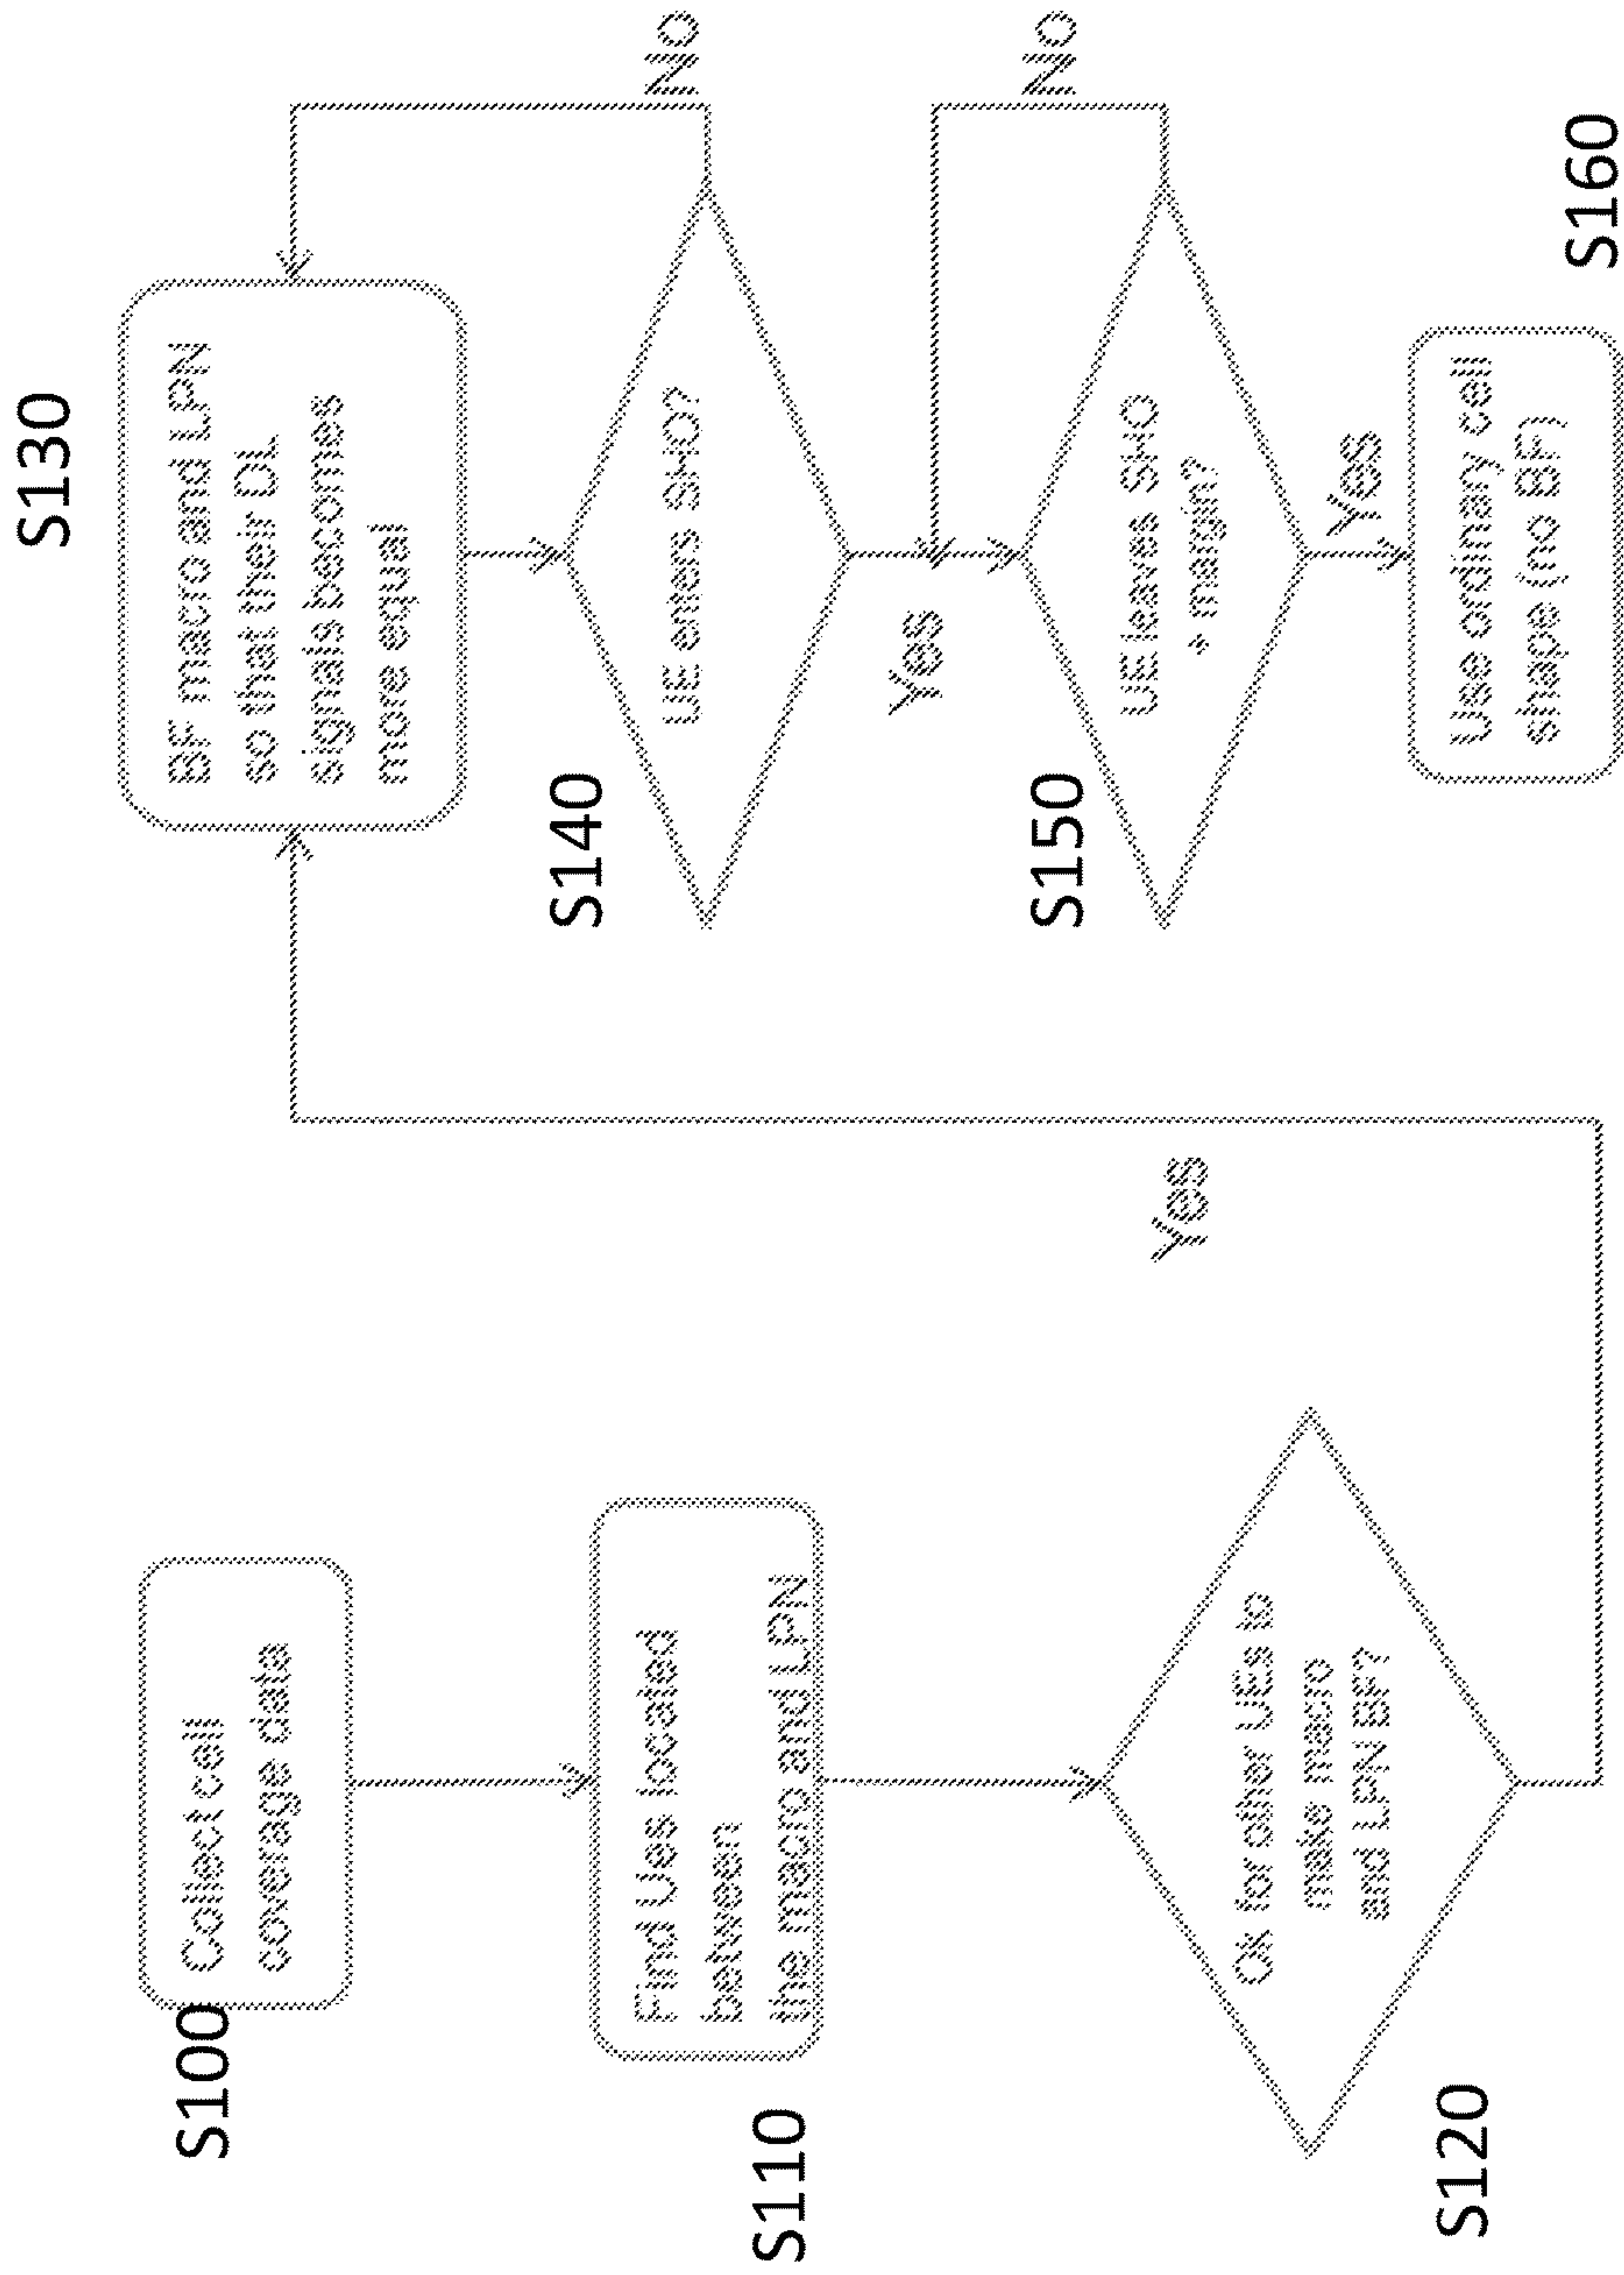 S100
Collect cell
coverage data
S110
Find Ues located
between
the macro and LPN
S120
Ok for other UEs to
make macro
and LPN BF?
Yes
S130
BF macro and LPN
so that their DL
signals becomes
more equal
S140
UE enters SHO?
No
Yes
S150
UE leaves SHO
+ margin?
No
Yes
S160
Use ordinary cell
shape (no BF)